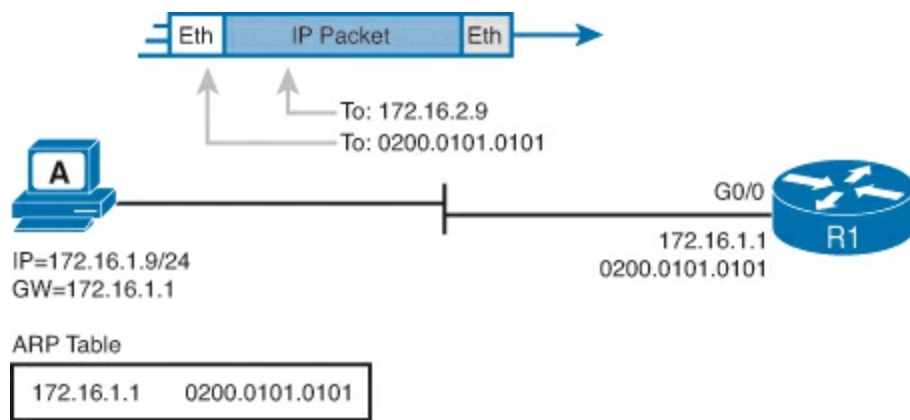 Eth IP Packet Eth
To: 172.16.2.9
To: 0200.0101.0101
A
G0/0
R1
172.16.1.1
0200.0101.0101
IP=172.16.1.9/24
GW=172.16.1.1
ARP Table
172.16.1.1 0200.0101.0101